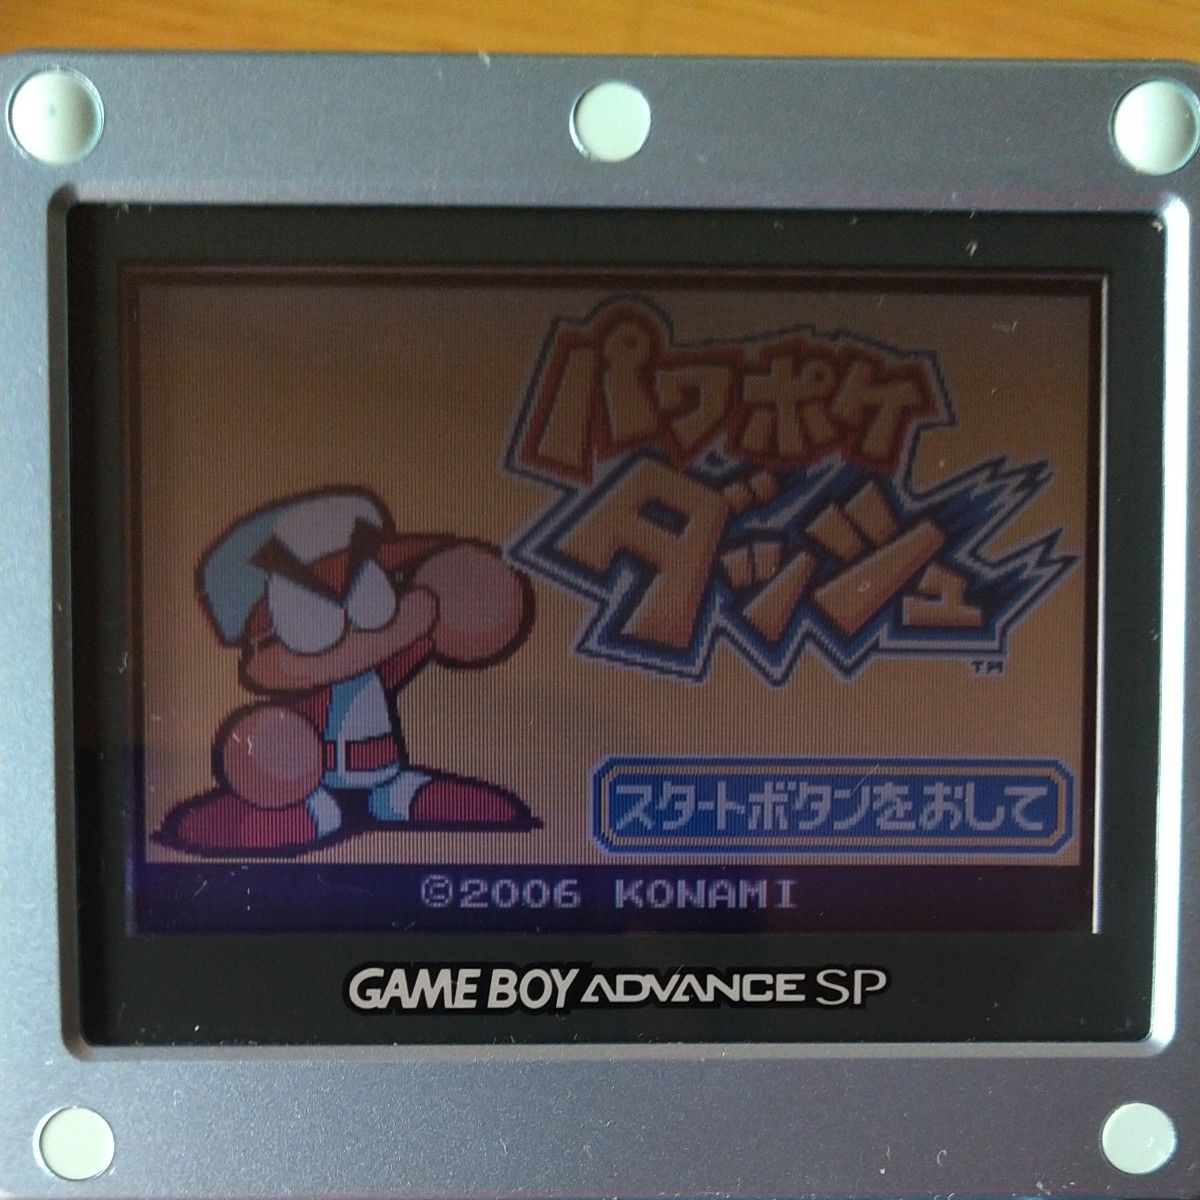 パワポケ
ダッシュ
TM
スタートボタンをおして
©2006 KONAMI
GAME BOY ADVANCE SP